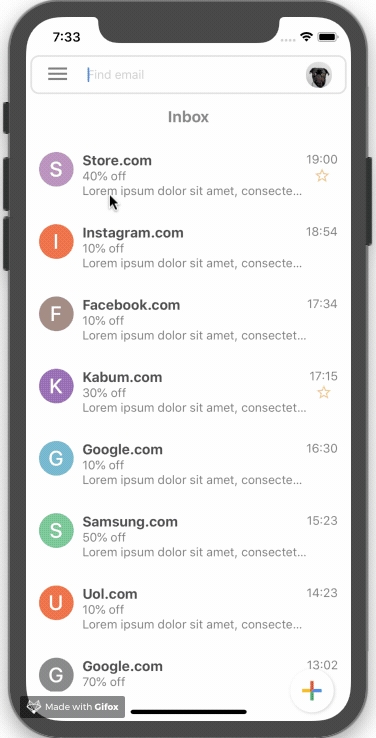 7:33
Find email
Inbox
S
Store.com
19:00
40% off
Lorem ipsum dolor sit amet, consecte...
I
Instagram.com
18:54
10% off
Lorem ipsum dolor sit amet, consecte...
Facebook.com
17:34
10% off
F
Lorem ipsum dolor sit amet, consectet...
K
Kabum.com
17:15
30% off
Lorem ipsum dolor sit amet, consectet...
G
Google.com
16:30
10% off
Lorem ipsum dolor sit amet, consecte...
S
Samsung.com
15:23
50% off
Lorem ipsum dolor sit amet, consectet...
U
Uol.com
14:23
10% off
Lorem ipsum dolor sit amet, consecte...
G
Google.com
13:02
70% off
Made with Gifox